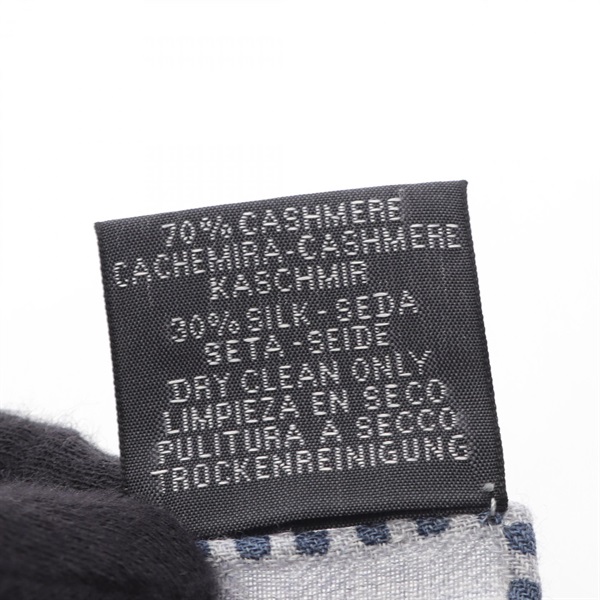 70% CASHMERE
CACHEMIRA-CASHMERE
KASCHMIR
30% SILK-SEDA
SETA-SEIDE
DRY CLEAN ONLY
LIMPIEZA EN SECO
PULITURA A SECCO
TROCKENREINIGUNG